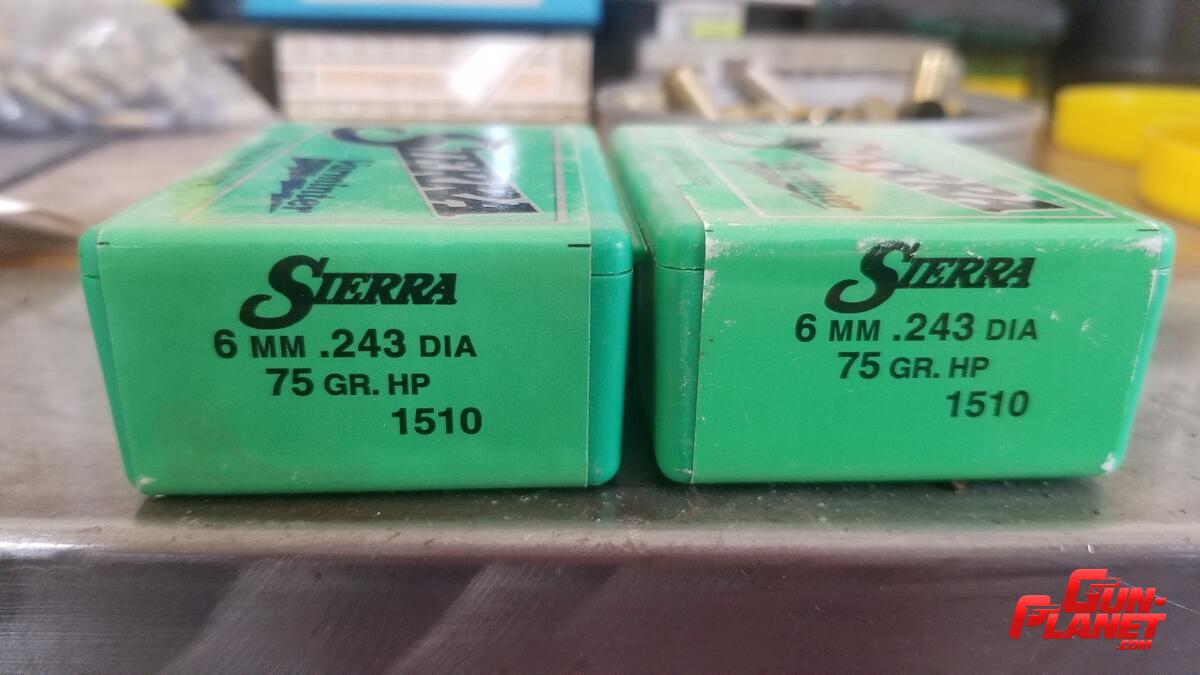 Varminter
SIERRA
SIERRA
6 MM .243 DIA
75 GR. HP
1510
SIERRA
SIERRA
6 MM .243 DIA
75 GR. HP
1510
GUN-
PLANET
.COM